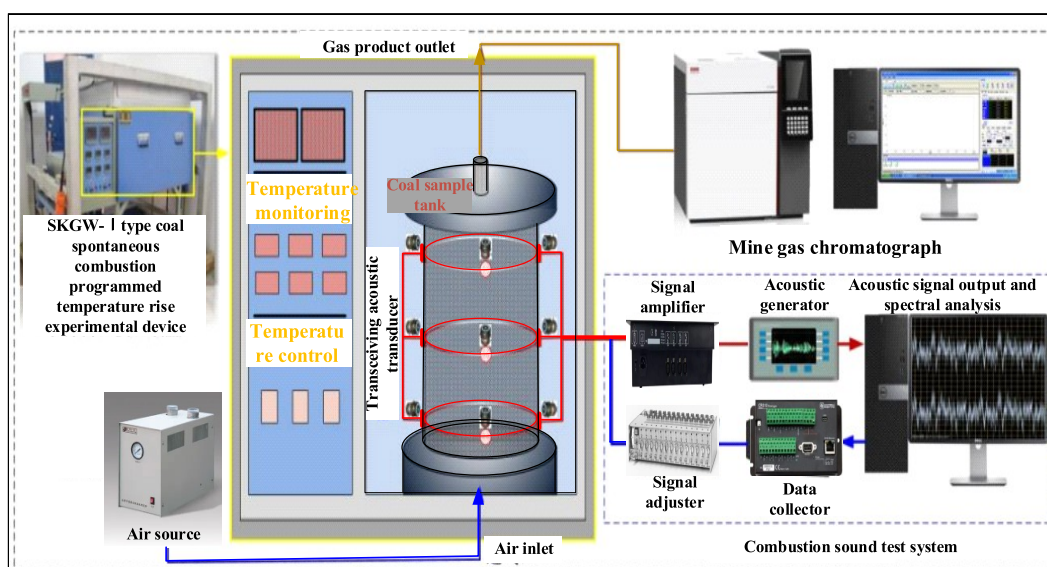 Gas product outlet
SKGW-Ⅰ type coal
spontaneous
combustion
programmed
temperature rise
experimental device
Temperature
monitoring
Temperatu
re control
Coal sample
tank
Transceiving acoustic
transducer
Air source
Air inlet
Mine gas chromatograph
Signal
amplifier
Acoustic
generator
Acoustic signal output and
spectral analysis
Signal
adjuster
Data
collector
Combustion sound test system